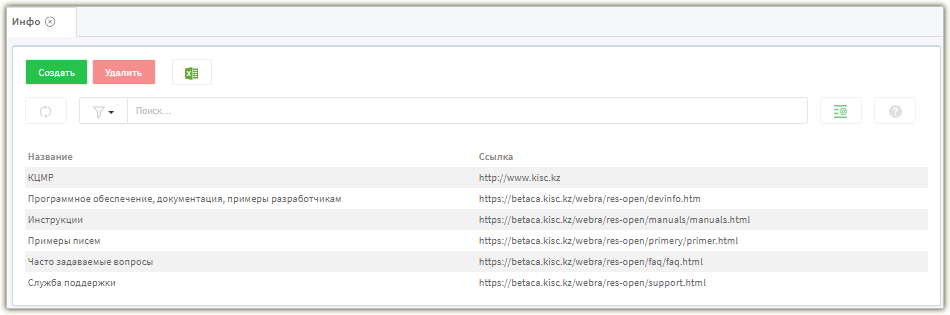 Инфо
Создать Удалить
Поиск...
Название Ссылка
КЦМР http://www.kisc.kz
Программное обеспечение, документация, примеры разработчикам https://betaca.kisc.kz/webra/res-open/devinfo.htm
Инструкции https://betaca.kisc.kz/webra/res-open/manuals/manuals.html
Примеры писем https://betaca.kisc.kz/webra/res-open/primery/primer.html
Часто задаваемые вопросы https://betaca.kisc.kz/webra/res-open/faq/faq.html
Служба поддержки https://betaca.kisc.kz/webra/res-open/support.html